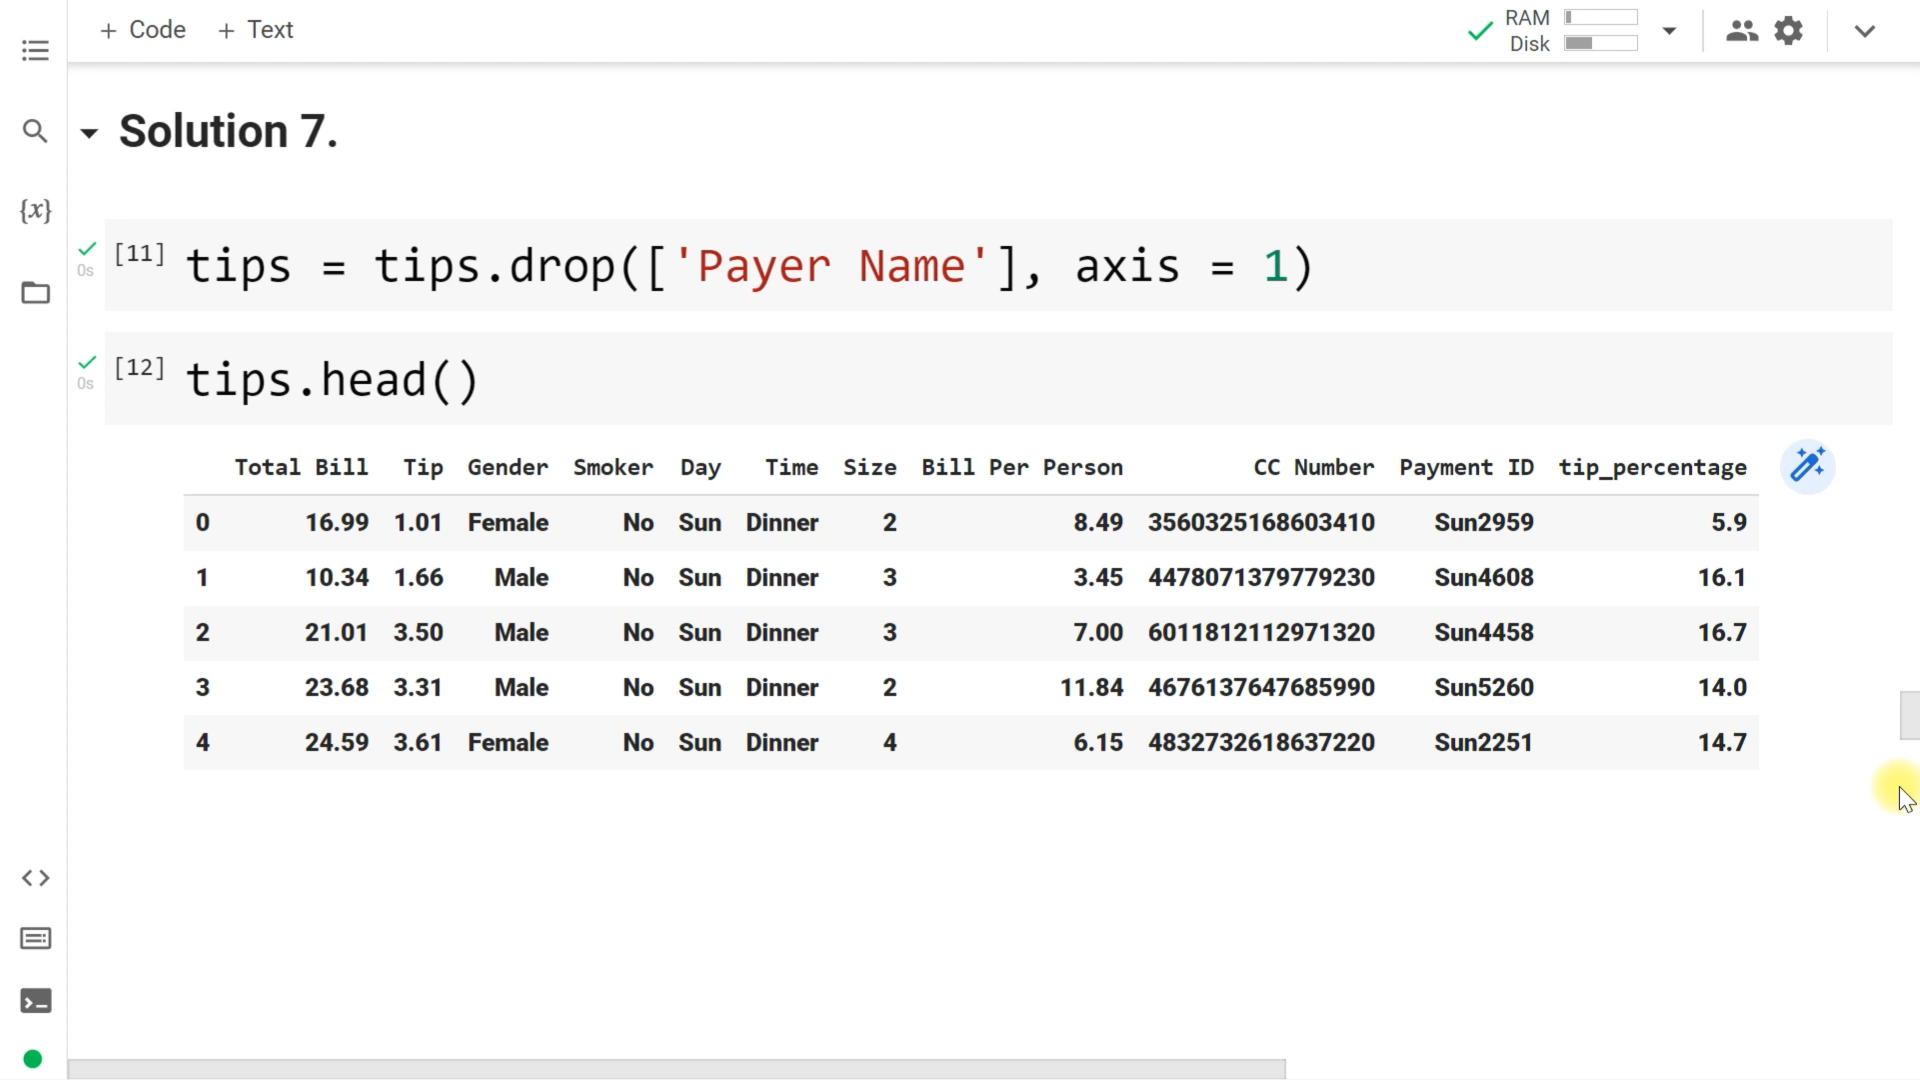 + Code + Text
RAM
Disk
Solution 7.
{x}
0s
[11] tips = tips.drop(['Payer Name'], axis = 1)
0s
[12] tips.head()
Total Bill Tip Gender Smoker Day Time Size Bill Per Person CC Number Payment ID tip_percentage
0 16.99 1.01 Female No Sun Dinner 2 8.49 3560325168603410 Sun2959 5.9
1 10.34 1.66 Male No Sun Dinner 3 3.45 4478071379779230 Sun4608 16.1
2 21.01 3.50 Male No Sun Dinner 3 7.00 6011812112971320 Sun4458 16.7
3 23.68 3.31 Male No Sun Dinner 2 11.84 4676137647685990 Sun5260 14.0
4 24.59 3.61 Female No Sun Dinner 4 6.15 4832732618637220 Sun2251 14.7